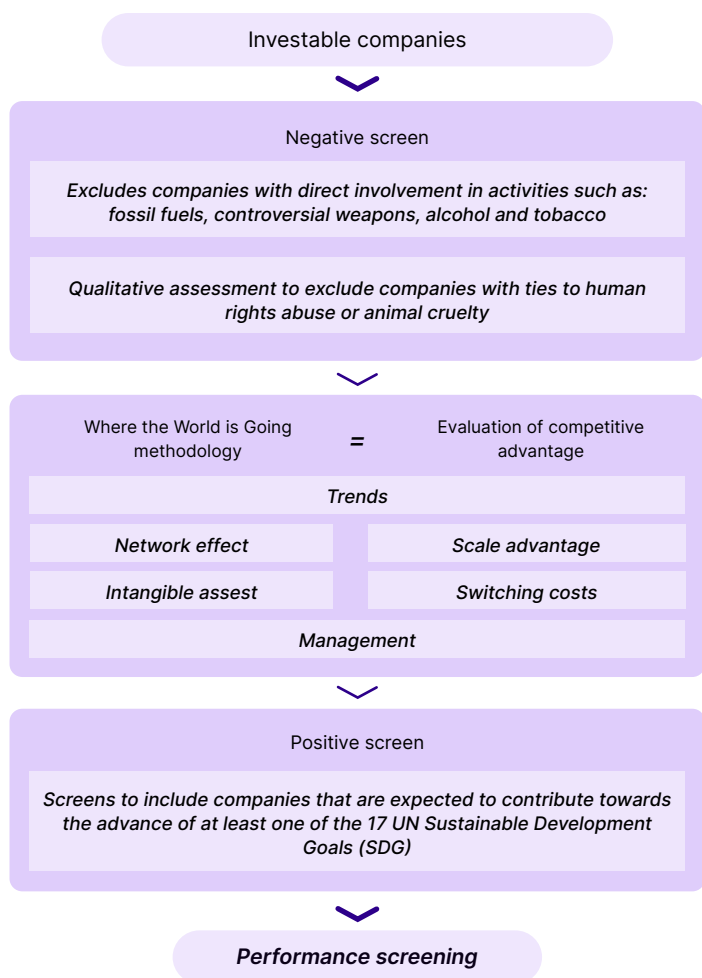 Investable companies
Negative screen
Excludes companies with direct involvement in activities such as:
fossil fuels, controversial weapons, alcohol and tobacco
Qualitative assessment to exclude companies with ties to human
rights abuse or animal cruelty
Where the World is Going
methodology
=
Evaluation of competitive
advantage
Trends
Network effect
Scale advantage
Intangible assest
Switching costs
Management
Positive screen
Screens to include companies that are expected to contribute towards
the advance of at least one of the 17 UN Sustainable Development
Goals (SDG)
Performance screening